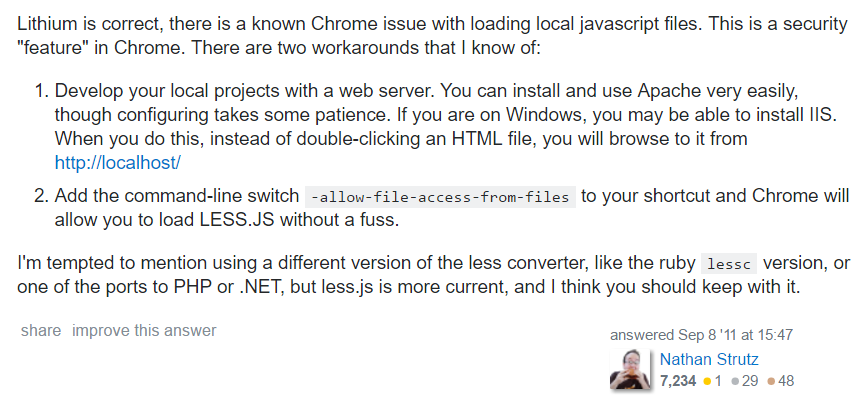 Lithium is correct, there is a known Chrome issue with loading local javascript files. This is a security
"feature" in Chrome. There are two workarounds that I know of:
1. Develop your local projects with a web server. You can install and use Apache very easily,
though configuring takes some patience. If you are on Windows, you may be able to install IIS.
When you do this, instead of double-clicking an HTML file, you will browse to it from
http://localhost/
2. Add the command-line switch -allow-file-access-from-files to your shortcut and Chrome will
allow you to load LESS.JS without a fuss.
I'm tempted to mention using a different version of the less converter, like the ruby lessc version, or
one of the ports to PHP or .NET, but less.js is more current, and I think you should keep with it.
share improve this answer
answered Sep 8 '11 at 15:47
Nathan Strutz
7,234 ●1 ●29 ●48